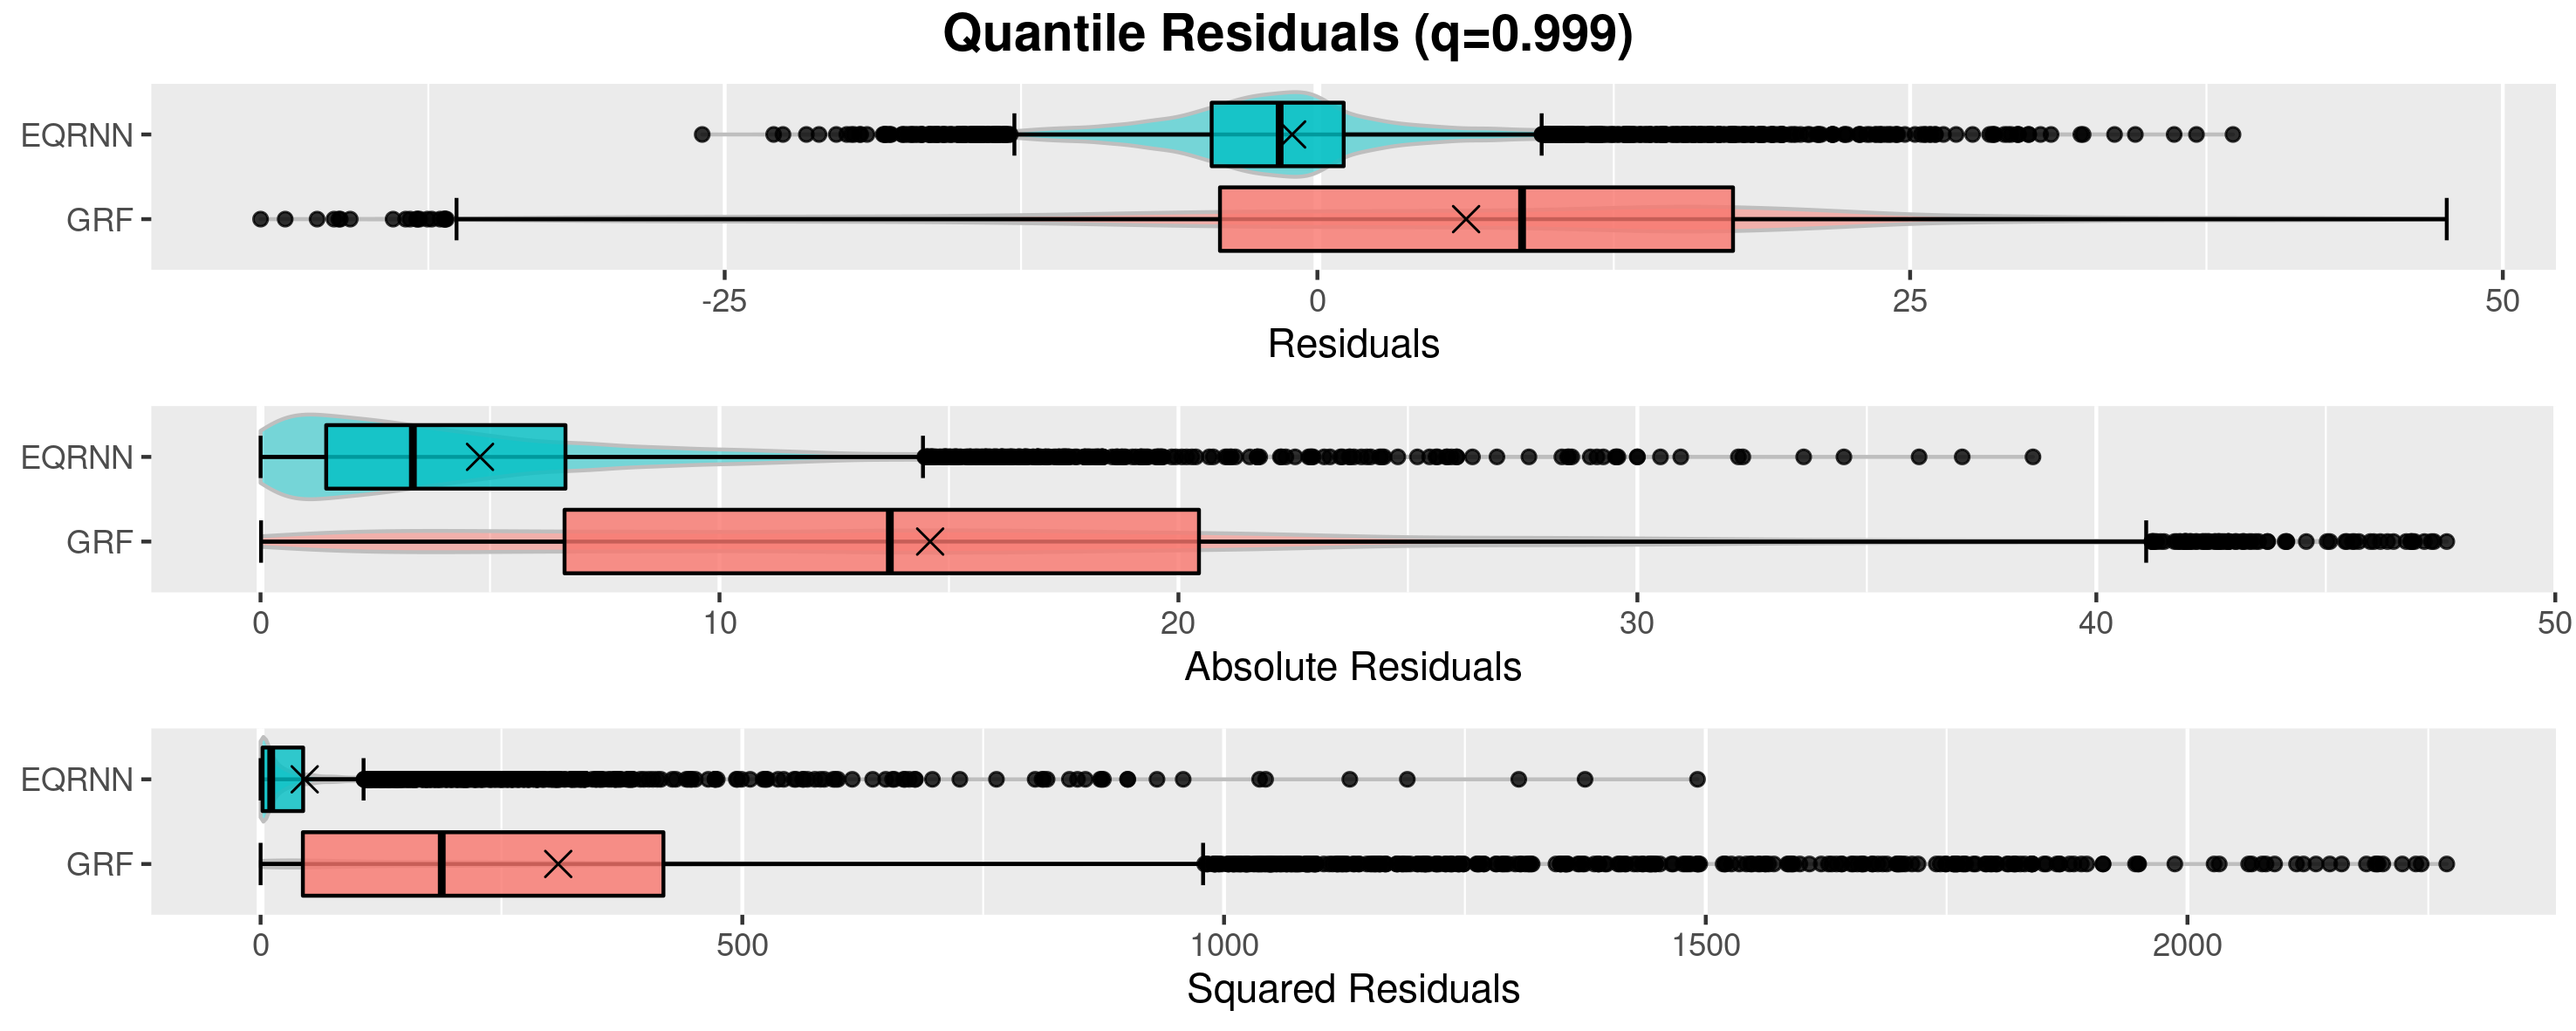 Quantile Residuals (q=0.999)
EQRNN
GRF
-25 0 25 50
Residuals
EQRNN
GRF
0 10 20 30 40 50
Absolute Residuals
EQRNN
GRF
0 500 1000 1500 2000
Squared Residuals